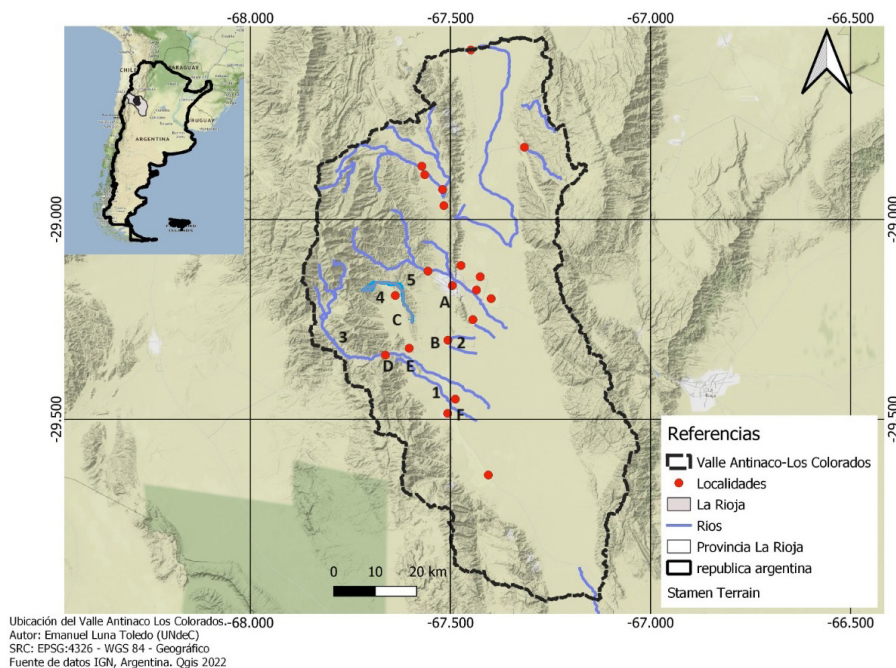 -68.000 -67.500 -67.000 -66.500
CHILE
PARAGUAY
URUGUAY
ARGENTINA
-29.000 -29.000
5
4
A
C
3
B 2
D E
1
F
-29.500 -29.500
Referencias
Valle Antinaco-Los Colorados
Localidades
La Rioja
Rios
Provincia La Rioja
republica argentina
Stamen Terrain
0 10 20 km
-68.000 -67.500 -67.000 -66.500
Ubicación del Valle Antinaco Los Colorados.
Autor: Emanuel Luna Toledo (UNdeC)
SRC: EPSG:4326 - WGS 84 - Geográfico
Fuente de datos IGN, Argentina. Qgis 2022